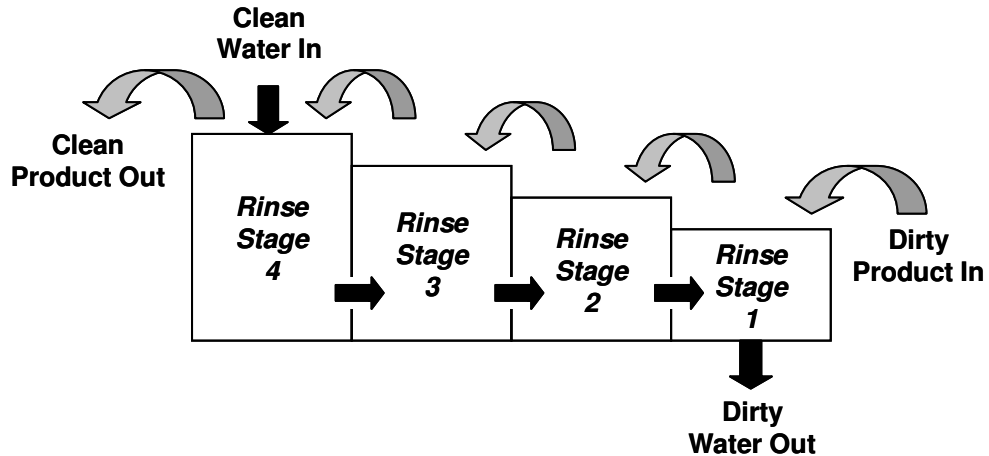 Clean
Water In
Clean
Product Out
Rinse
Stage
4
Rinse
Stage
3
Rinse
Stage
2
Rinse
Stage
1
Dirty
Product In
Dirty
Water Out